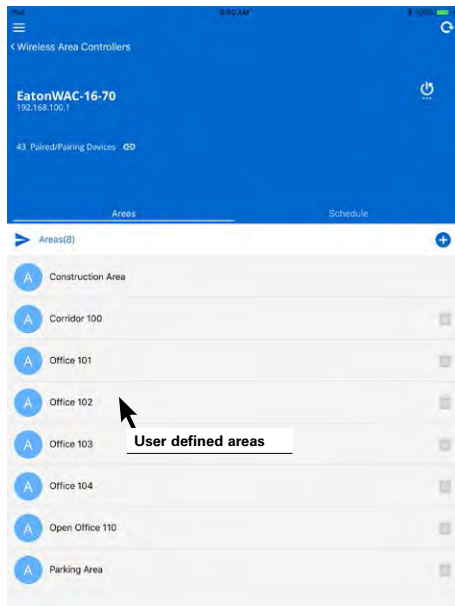 iPad 8:50 AM 100%
< Wireless Area Controllers
EatonWAC-16-70
192.168.100.1
43 Paired/Pairing Devices
Areas Schedule
Areas(8)
A Construction Area
A Corridor 100
A Office 101
A Office 102
A Office 103
User defined areas
A Office 104
A Open Office 110
A Parking Area